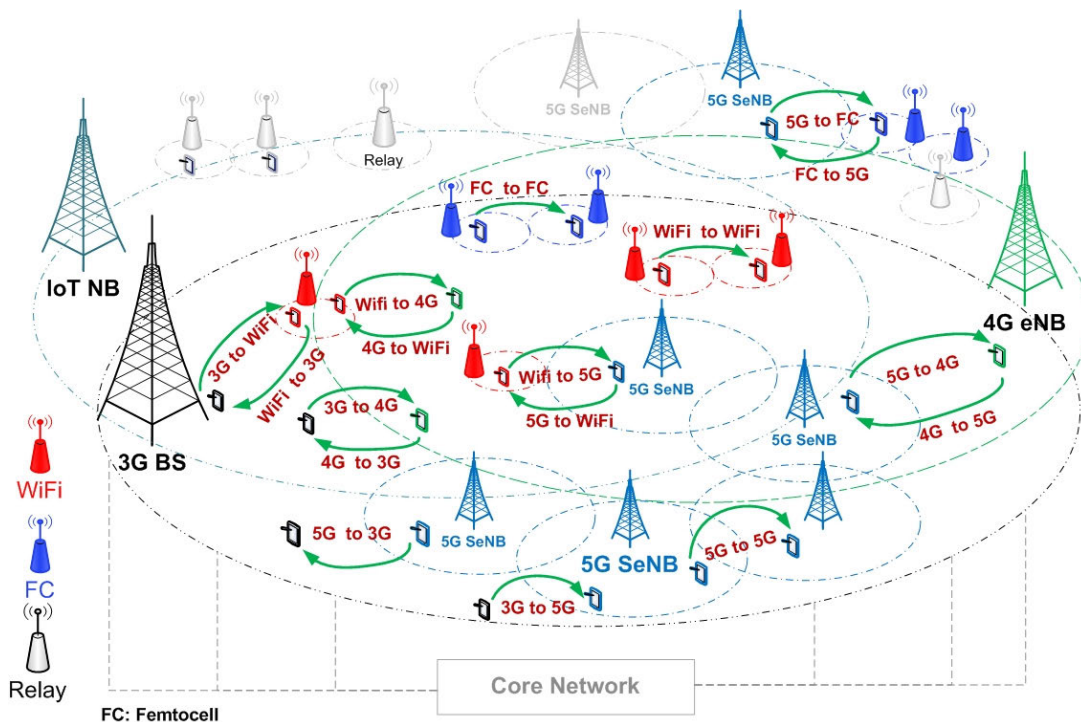 5G SeNB
5G SeNB
5G to FC
FC to 5G
Relay
FC to FC
WiFi to WiFi
IoT NB
4G eNB
Wifi to 4G
4G to WiFi
3G to WiFi
WiFi to 3G
Wifi to 5G
5G to WiFi
5G SeNB
5G to 4G
4G to 5G
5G SeNB
3G to 4G
4G to 3G
3G BS
WiFi
5G to 3G
5G SeNB
5G SeNB
5G to 5G
3G to 5G
FC
Relay
Core Network
FC: Femtocell